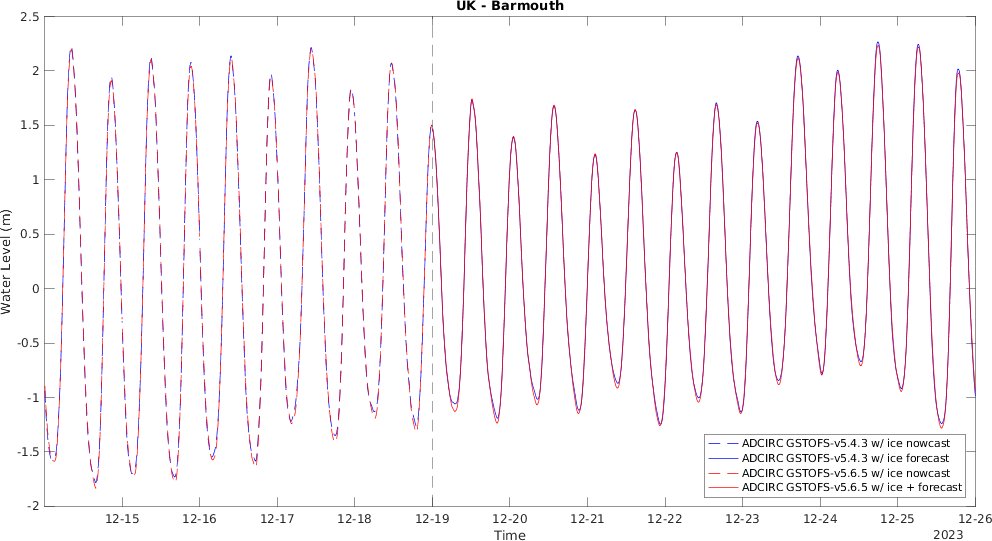 UK - Barmouth
2.5
2
1.5
1
0.5
0
-0.5
-1
-1.5
-2
Water Level (m)
ADCIRC GSTOFS-v5.4.3 w/ ice nowcast
ADCIRC GSTOFS-v5.4.3 w/ ice forecast
ADCIRC GSTOFS-v5.6.5 w/ ice nowcast
ADCIRC GSTOFS-v5.6.5 w/ ice + forecast
12-15 12-16 12-17 12-18 12-19 12-20 12-21 12-22 12-23 12-24 12-25 12-26
Time
2023